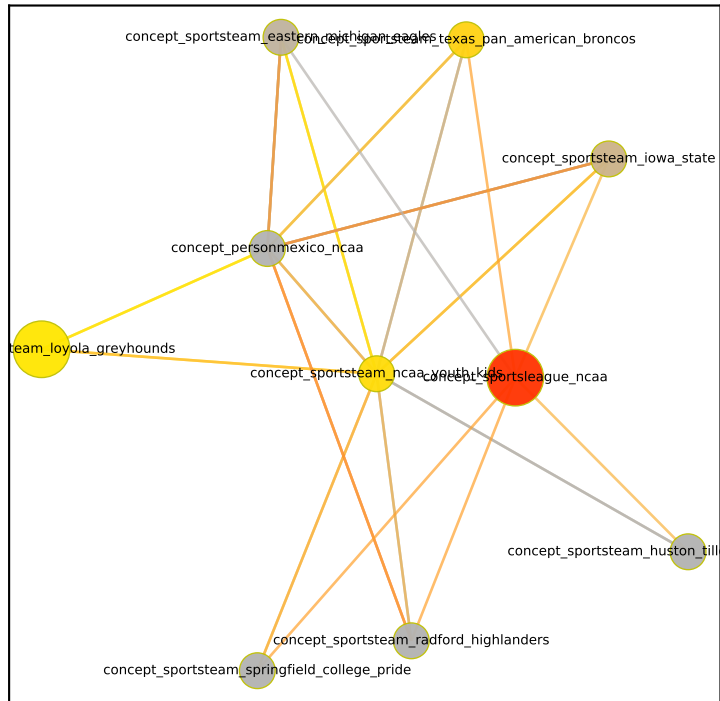 concept_sportsteam_eastern_michigan_eagles
concept_sportsteam_texas_pan_american_broncos
concept_sportsteam_iowa_state
concept_personmexico_ncaa
team_loyola_greyhounds
concept_sportsteam_ncaa_youth_kids
concept_sportsleague_ncaa
concept_sportsteam_huston_till
concept_sportsteam_radford_highlanders
concept_sportsteam_springfield_college_pride